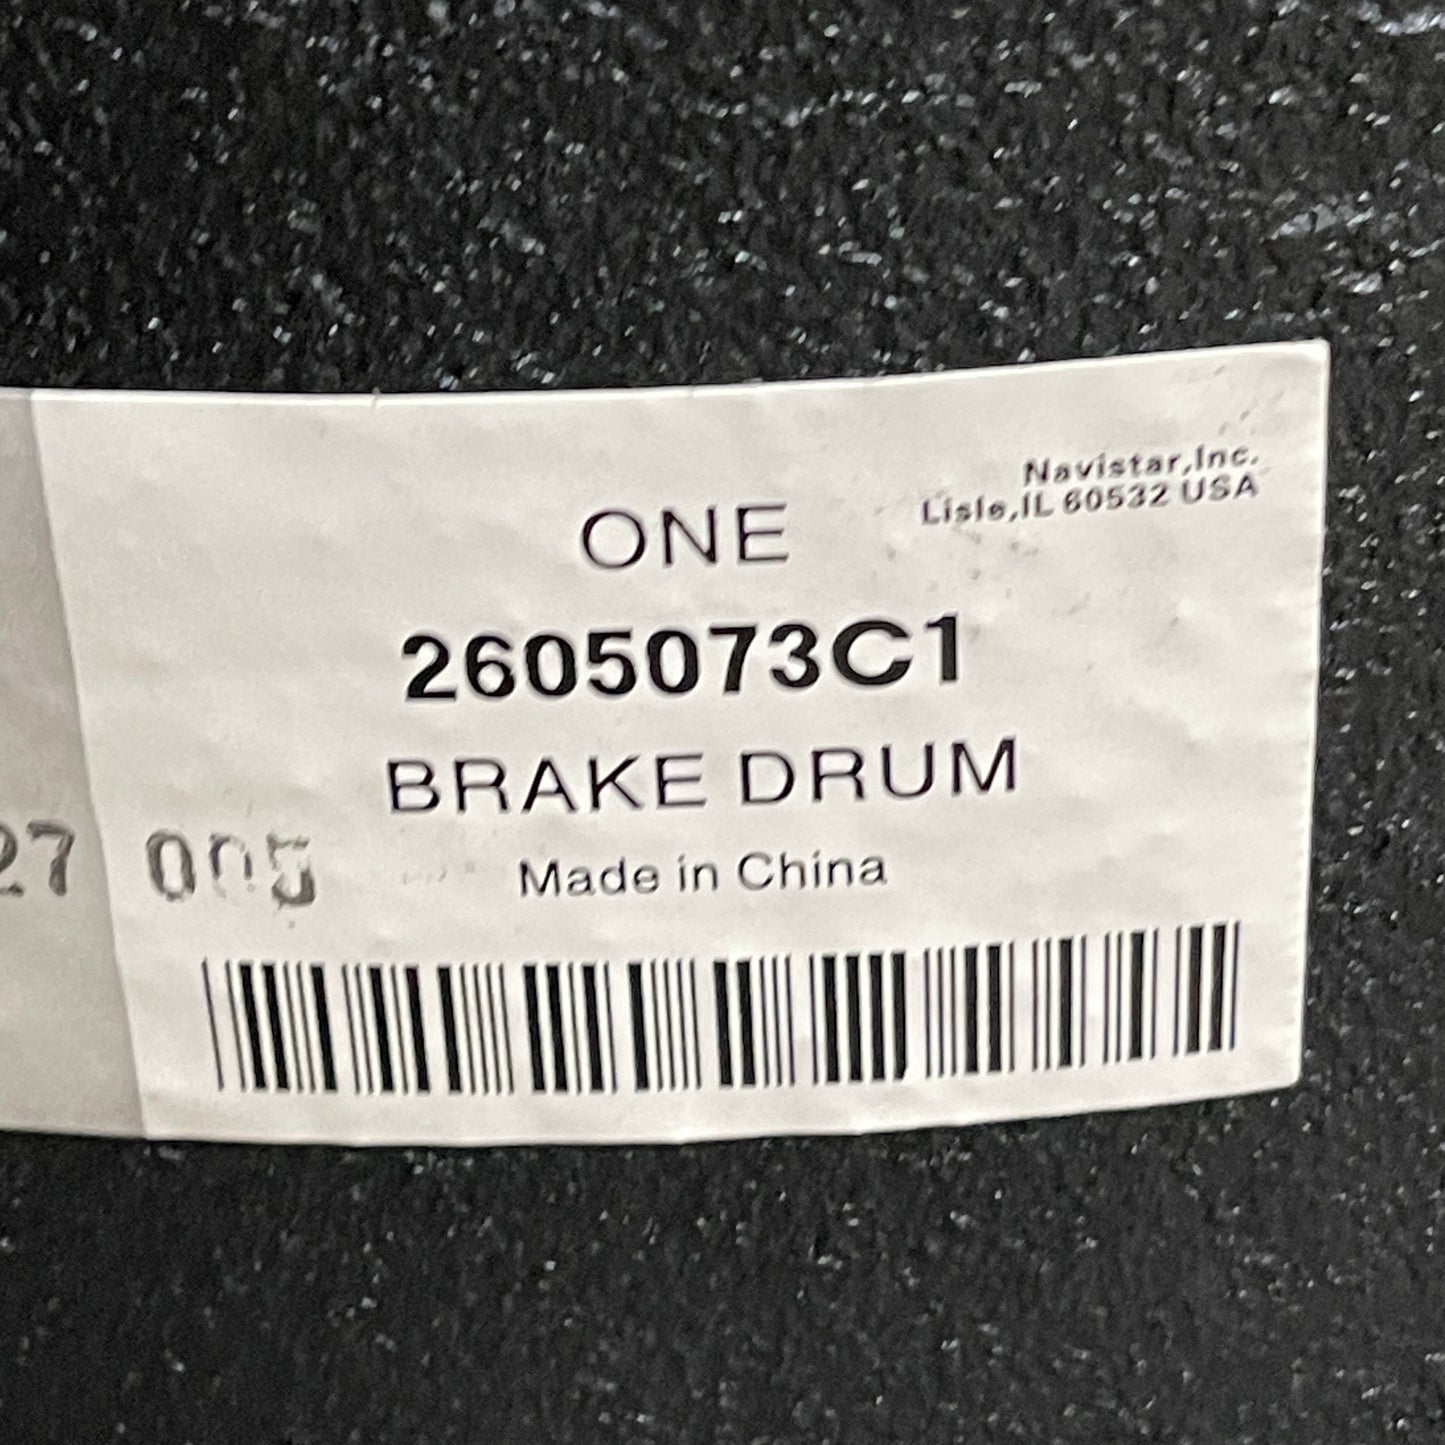 Navistar,Inc.
Lisle,IL 60532 USA
ONE
2605073C1
BRAKE DRUM
Made in China
27 005